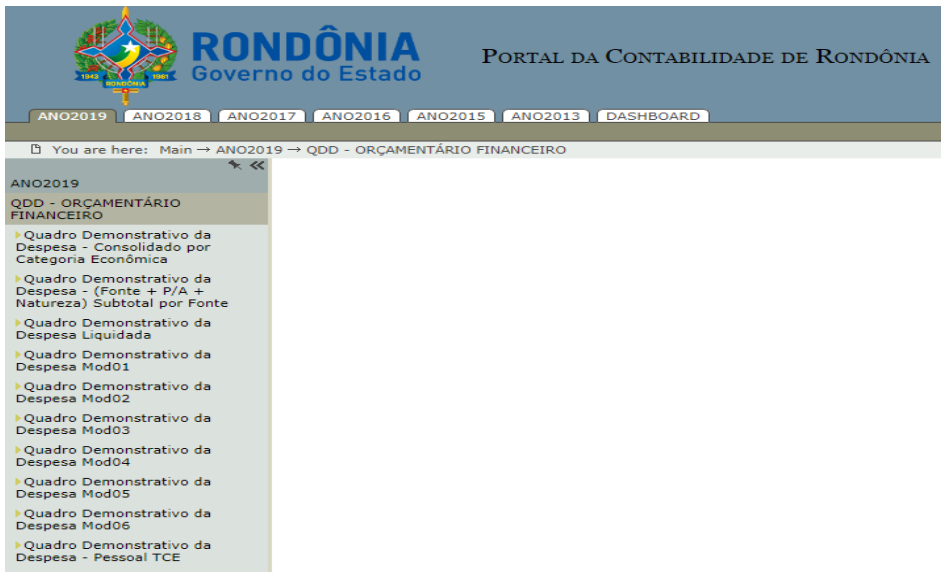 RONDÔNIA
Governo do Estado
1943 RONDÔNIA 1981
PORTAL DA CONTABILIDADE DE RONDÔNIA
ANO2019 ANO2018 ANO2017 ANO2016 ANO2015 ANO2013 DASHBOARD
You are here: Main → ANO2019 → QDD - ORÇAMENTÁRIO FINANCEIRO
ANO2019
QDD - ORÇAMENTÁRIO
FINANCEIRO
Quadro Demonstrativo da
Despesa - Consolidado por
Categoria Econômica
Quadro Demonstrativo da
Despesa - (Fonte + P/A +
Natureza) Subtotal por Fonte
Quadro Demonstrativo da
Despesa Liquidada
Quadro Demonstrativo da
Despesa Mod01
Quadro Demonstrativo da
Despesa Mod02
Quadro Demonstrativo da
Despesa Mod03
Quadro Demonstrativo da
Despesa Mod04
Quadro Demonstrativo da
Despesa Mod05
Quadro Demonstrativo da
Despesa Mod06
Quadro Demonstrativo da
Despesa - Pessoal TCE